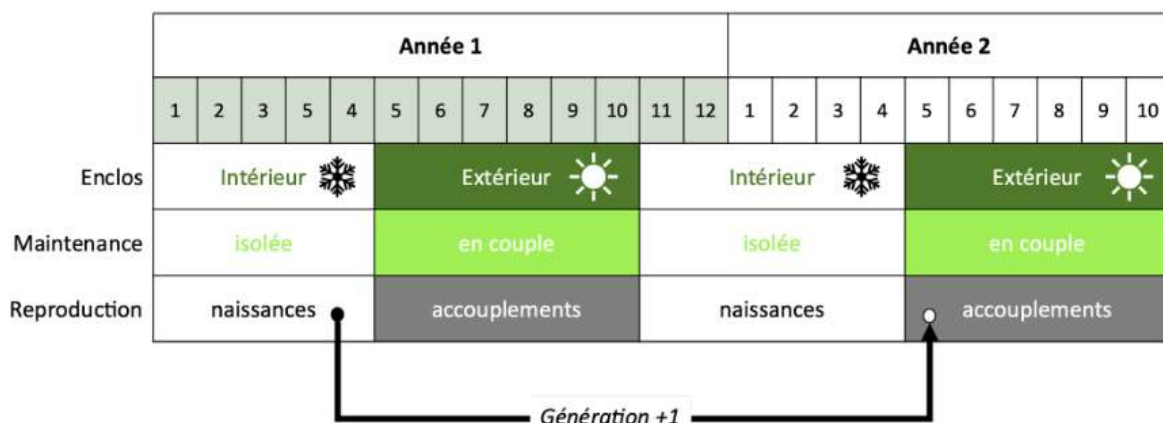 Année 1 Année 2
1 2 3 5 4 5 6 7 8 9 10 11 12 1 2 3 4 5 6 7 8 9 10
Enclos Intérieur Extérieur Intérieur Extérieur
Maintenance isolée en couple isolée en couple
Reproduction naissances accouplements naissances accouplements
Génération +1